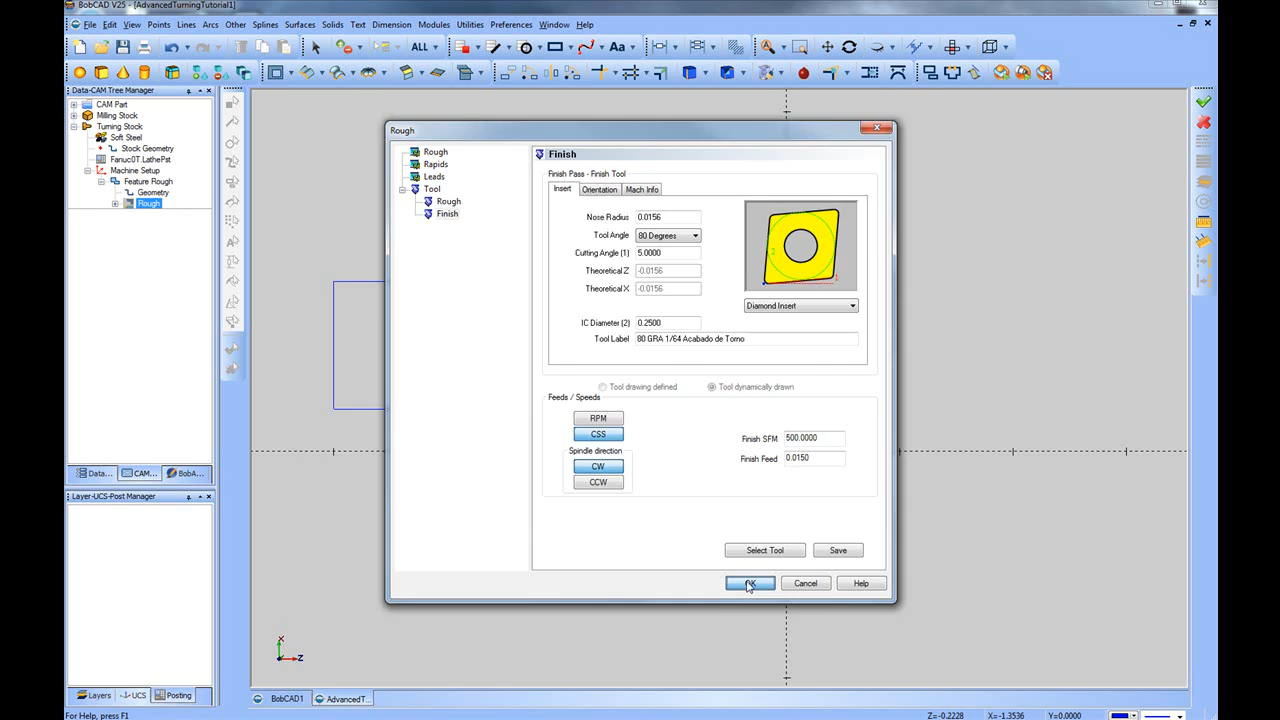 BobCAD V25 - [AdvancedTurningTutorial1]
File Edit View Points Lines Arcs Other Splines Surfaces Solids Text Dimension Modules Utilities Preferences Window Help
ALL
Data-CAM Tree Manager
CAM Part
Milling Stock
Turning Stock
Soft Steel
Stock Geometry
Fanuc0T.LathePst
Machine Setup
Feature Rough
Geometry
Rough
Data... CAM... BobA...
Layer-UCS-Post Manager
Layers UCS Posting
Rough
Rough
Rapids
Leads
Tool
Rough
Finish
Finish
Finish Pass - Finish Tool
Insert Orientation Mach Info
Nose Radius 0.0156
Tool Angle 80 Degrees
Cutting Angle (1) 5.0000
Theoretical Z -0.0156
Theoretical X -0.0156
2
1
Diamond Insert
IC Diameter (2) 0.2500
Tool Label 80 GRA 1/64 Acabado de Torno
Tool drawing defined Tool dynamically drawn
Feeds / Speeds
RPM
CSS
Finish SFM 500.0000
Finish Feed 0.0150
Spindle direction
CW
CCW
Select Tool Save
OK Cancel Help
X
Z
BobCAD1 AdvancedT...
For Help, press F1 Z=-0.2228 X=-1.3536 Y=0.0000